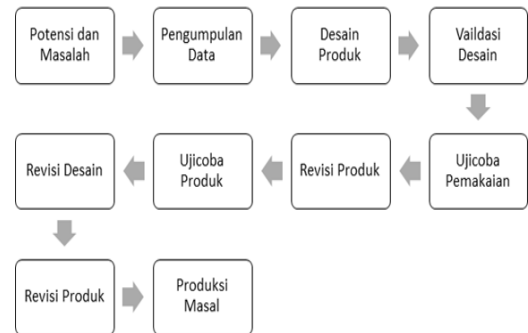 Potensi dan
Masalah
Pengumpulan
Data
Desain
Produk
Vaildasi
Desain
Revisi Desain
Ujicoba
Produk
Revisi Produk
Ujicoba
Pemakaian
Revisi Produk
Produksi
Masal